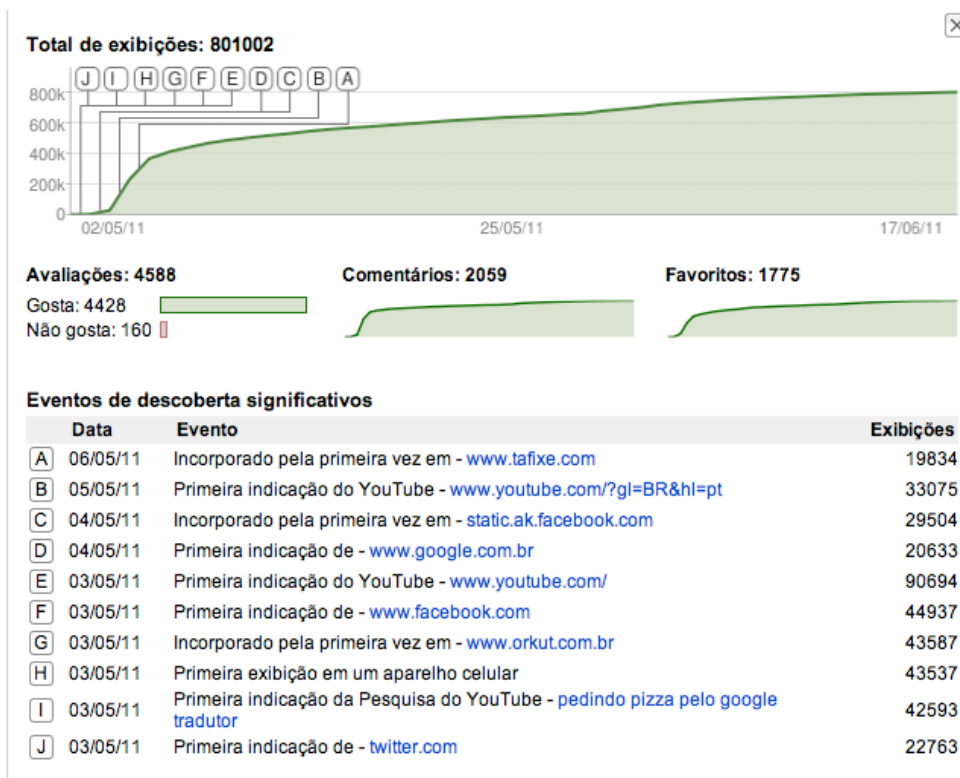 Total de exibições: 801002
J I H G F E D C B A
800k
600k
400k
200k
0
02/05/11 25/05/11 17/06/11
Avaliações: 4588 Comentários: 2059 Favoritos: 1775
Gosta: 4428
Não gosta: 160
Eventos de descoberta significativos
Data Evento Exibições
A 06/05/11 Incorporado pela primeira vez em - www.tafixe.com 19834
B 05/05/11 Primeira indicação do YouTube - www.youtube.com/?gl=BR&hl=pt 33075
C 04/05/11 Incorporado pela primeira vez em - static.ak.facebook.com 29504
D 04/05/11 Primeira indicação de - www.google.com.br 20633
E 03/05/11 Primeira indicação do YouTube - www.youtube.com/ 90694
F 03/05/11 Primeira indicação de - www.facebook.com 44937
G 03/05/11 Incorporado pela primeira vez em - www.orkut.com.br 43587
H 03/05/11 Primeira exibição em um aparelho celular 43537
I 03/05/11 Primeira indicação da Pesquisa do YouTube - pedindo pizza pelo google 42593
tradutor
J 03/05/11 Primeira indicação de - twitter.com 22763